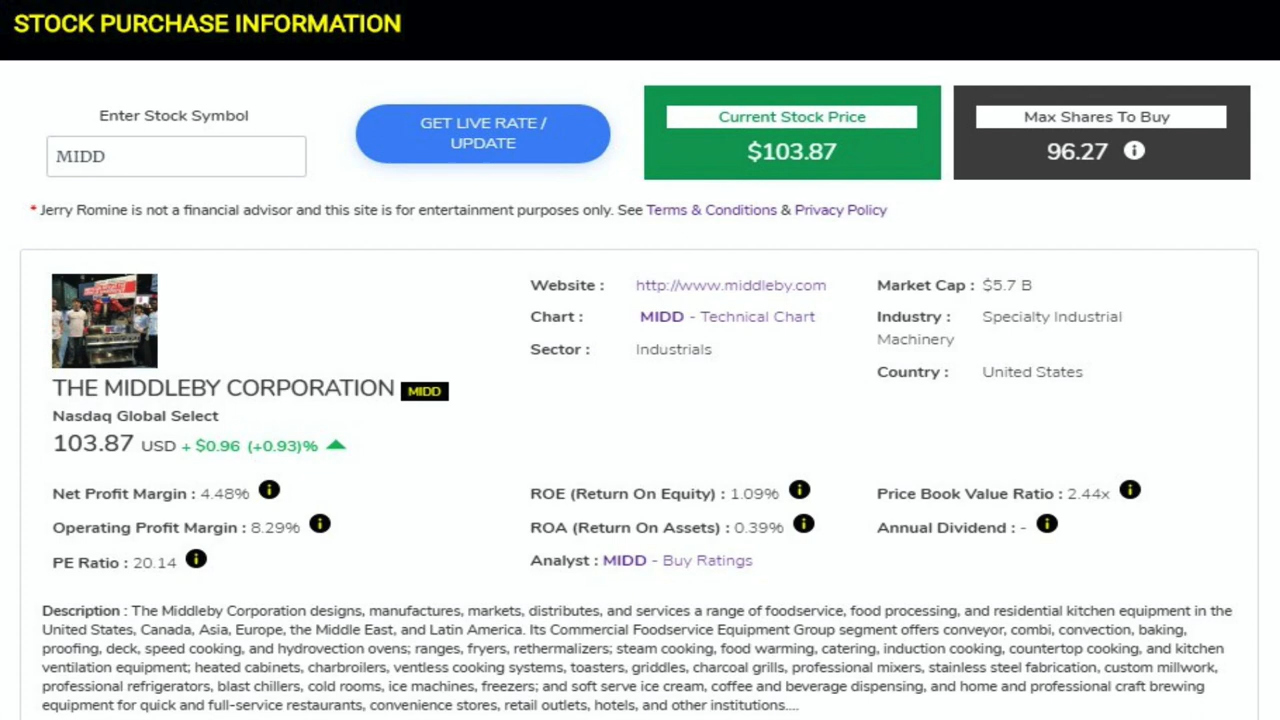 STOCK PURCHASE INFORMATION
Enter Stock Symbol
MIDD
GET LIVE RATE /
UPDATE
Current Stock Price
$103.87
Max Shares To Buy
96.27
* Jerry Romine is not a financial advisor and this site is for entertainment purposes only. See Terms & Conditions & Privacy Policy
THE MIDDLEBY CORPORATION MIDD
Nasdaq Global Select
103.87 USD + $0.96 (+0.93)%
Website : http://www.middleby.com
Chart : MIDD - Technical Chart
Sector : Industrials
Market Cap : $5.7 B
Industry : Specialty Industrial
Machinery
Country : United States
Net Profit Margin : 4.48%
Operating Profit Margin : 8.29%
PE Ratio : 20.14
ROE (Return On Equity) : 1.09%
ROA (Return On Assets) : 0.39%
Analyst : MIDD - Buy Ratings
Price Book Value Ratio : 2.44x
Annual Dividend : -
Description : The Middleby Corporation designs, manufactures, markets, distributes, and services a range of foodservice, food processing, and residential kitchen equipment in the
United States, Canada, Asia, Europe, the Middle East, and Latin America. Its Commercial Foodservice Equipment Group segment offers conveyor, combi, convection, baking,
proofing, deck, speed cooking, and hydrovection ovens; ranges, fryers, rethermalizers; steam cooking, food warming, catering, induction cooking, countertop cooking, and kitchen
ventilation equipment; heated cabinets, charbroilers, ventless cooking systems, toasters, griddles, charcoal grills, professional mixers, stainless steel fabrication, custom millwork,
professional refrigerators, blast chillers, cold rooms, ice machines, freezers; and soft serve ice cream, coffee and beverage dispensing, and home and professional craft brewing
equipment for quick and full-service restaurants, convenience stores, retail outlets, hotels, and other institutions....